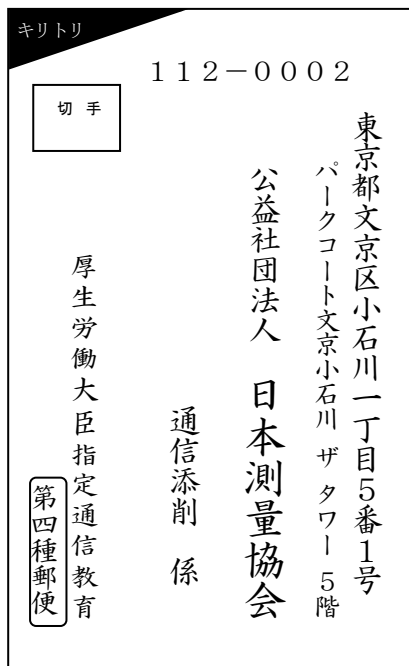 キリトリ
112-0002
切手
東京都文京区小石川一丁目5番1号
パークコート文京小石川 ザ タワー 5階
公益社団法人 日本測量協会
通信添削 係
厚生労働大臣指定通信教育
第四種郵便